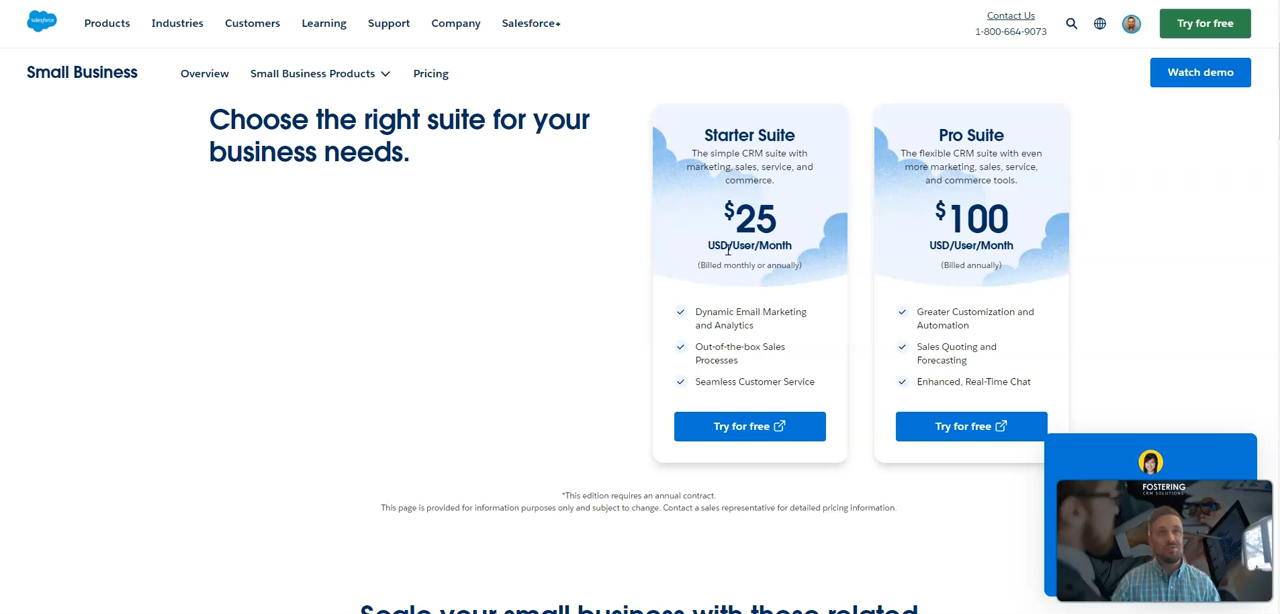 salesforce
Products
Industries
Customers
Learning
Support
Company
Salesforce+
Contact Us
1-800-664-9073
Try for free
Small Business
Overview
Small Business Products
Pricing
Watch demo
Choose the right suite for your
business needs.
Starter Suite
The simple CRM suite with
marketing, sales, service, and
commerce.
$25
USD/User/Month
(Billed monthly or annually)
Dynamic Email Marketing
and Analytics
Out-of-the-box Sales
Processes
Seamless Customer Service
Try for free
Pro Suite
The flexible CRM suite with even
more marketing, sales, service,
and commerce tools.
$100
USD/User/Month
(Billed annually)
Greater Customization and
Automation
Sales Quoting and
Forecasting
Enhanced, Real-Time Chat
Try for free
FOSTERING
CRM SOLUTIONS
*This edition requires an annual contract.
This page is provided for information purposes only and subject to change. Contact a sales representative for detailed pricing information.
Scale your small business with these related